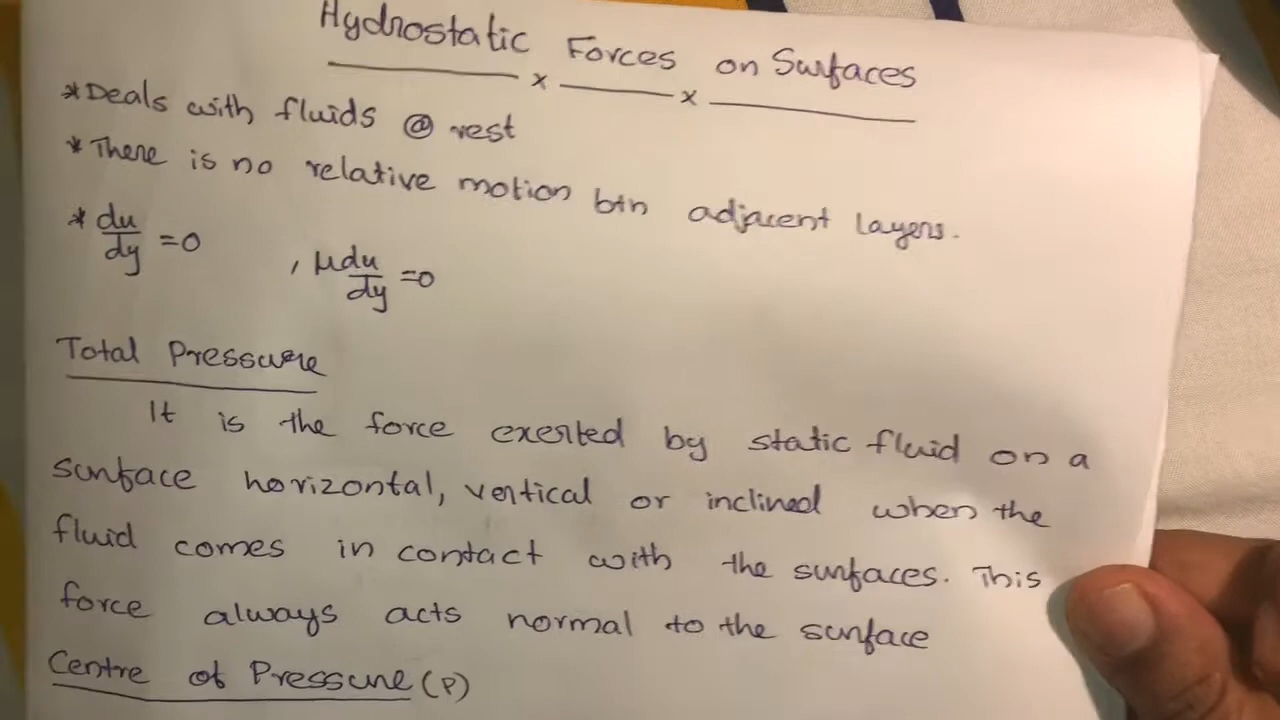 Hydrostatic Forces on Surfaces
x x
*Deals with fluids @ rest
*There is no relative motion btn adjacent layers.
* du/dy =0 , μdu/dy =0
Total Pressure
It is the force exerted by static fluid on a
surface horizontal, vertical or inclined when the
fluid comes in contact with the surfaces. This
force always acts normal to the surface
Centre of Pressure (P)